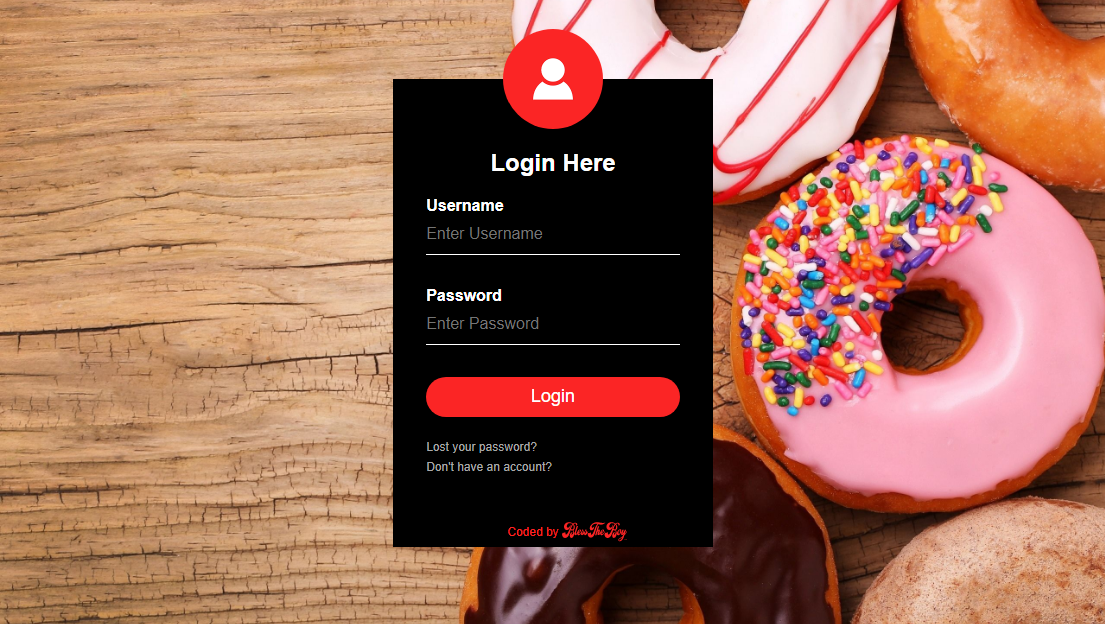 Login Here
Username
Enter Username
Password
Enter Password
Login
Lost your password?
Don't have an account?
Coded by BlessTheBoy